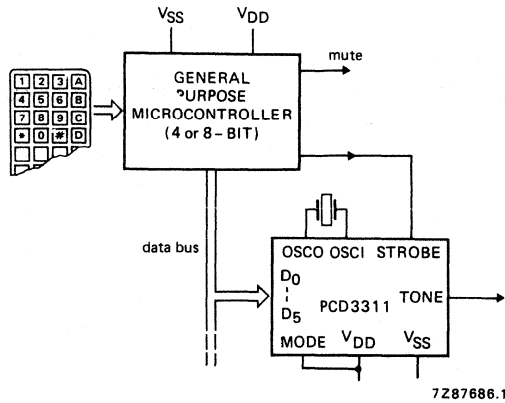 VSS VDD
mute
1 2 3 A
4 5 6 B
7 8 9 C
* 0 # D
GENERAL
PURPOSE
MICROCONTROLLER
(4 or 8-BIT)
data bus
OSCO OSCI STROBE
D0
D5
PCD3311
TONE
MODE VDD VSS
7Z87686.1